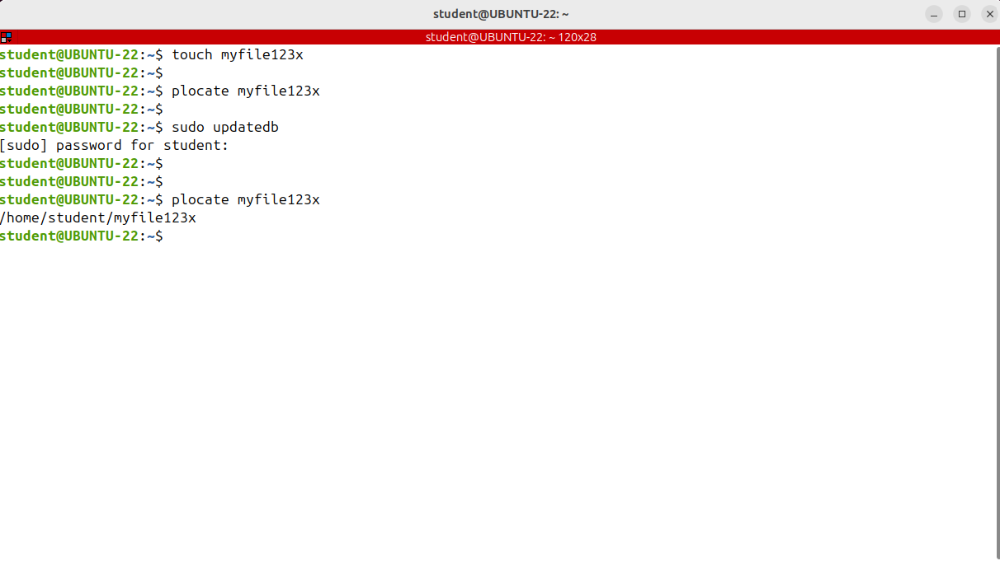 student@UBUNTU-22: ~
student@UBUNTU-22: ~ 120x28
student@UBUNTU-22:~$ touch myfile123x
student@UBUNTU-22:~$
student@UBUNTU-22:~$ plocate myfile123x
student@UBUNTU-22:~$
student@UBUNTU-22:~$ sudo updatedb
[sudo] password for student:
student@UBUNTU-22:~$
student@UBUNTU-22:~$
student@UBUNTU-22:~$ plocate myfile123x
/home/student/myfile123x
student@UBUNTU-22:~$